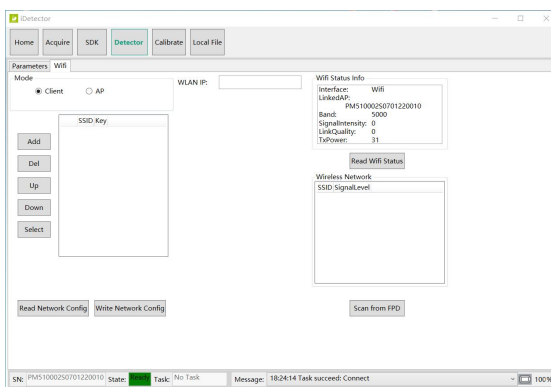 iDetector
Home Acquire SDK Detector Calibrate Local File
Parameters Wifi
Mode
Client AP
WLAN IP:
SSID Key
Add
Del
Up
Down
Select
Read Network Config Write Network Config
Wifi Status Info
Interface: Wifi
LinkedAP:
PM510002S0701220010
Band: 5000
SignalIntensity: 0
LinkQuality: 0
TxPower: 31
Read Wifi Status
Wireless Network
SSID SignalLevel
Scan from FPD
SN: PM510002S0701220010 State: Ready Task: No Task Message: 18:24:14 Task succeed: Connect 100%